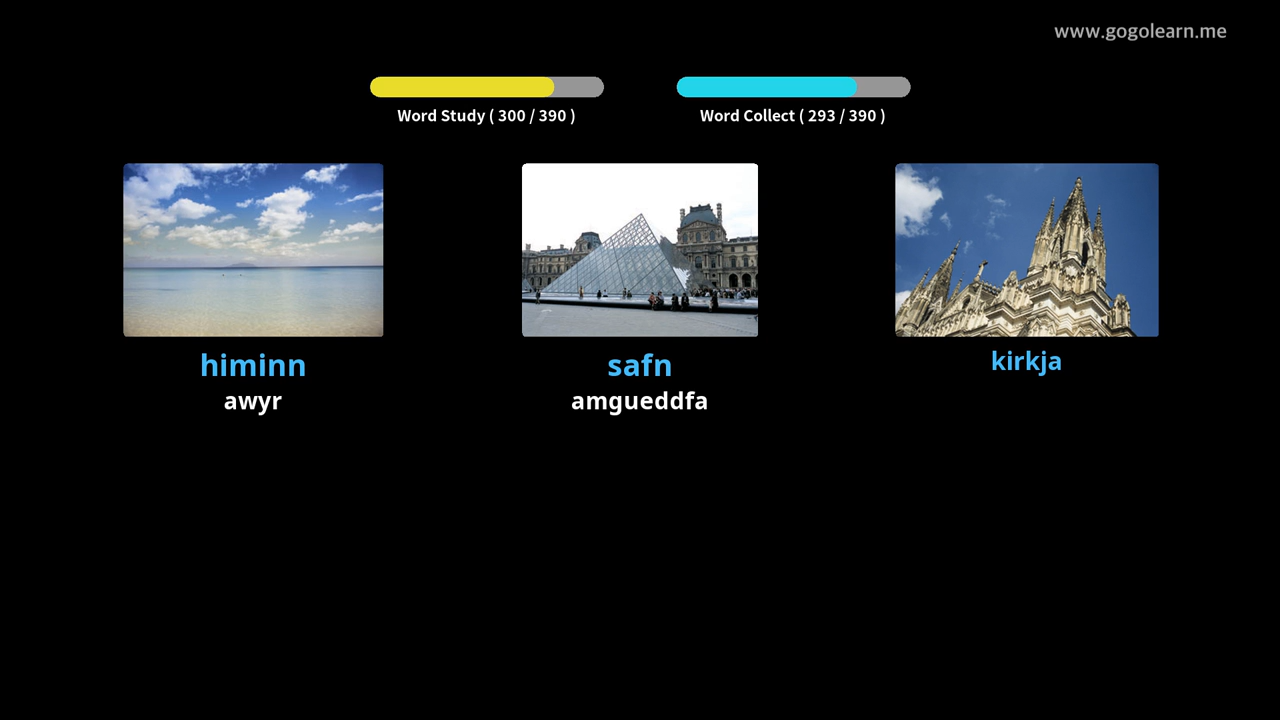 www.gogolearn.me
Word Study ( 300 / 390 )
Word Collect ( 293 / 390 )
himinn
awyr
safn
amgueddfa
kirkja